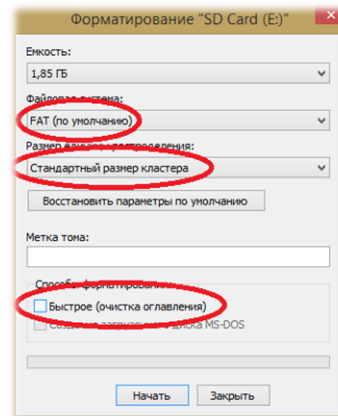 Форматирование "SD Card (E:)"
Емкость:
1,85 ГБ
Файловая система:
FAT (по умолчанию)
Размер единицы распределения:
Стандартный размер кластера
Восстановить параметры по умолчанию
Метка тома:
Способы форматирования:
Быстрое (очистка оглавления)
Создание загрузочного диска MS-DOS
Начать Закрыть